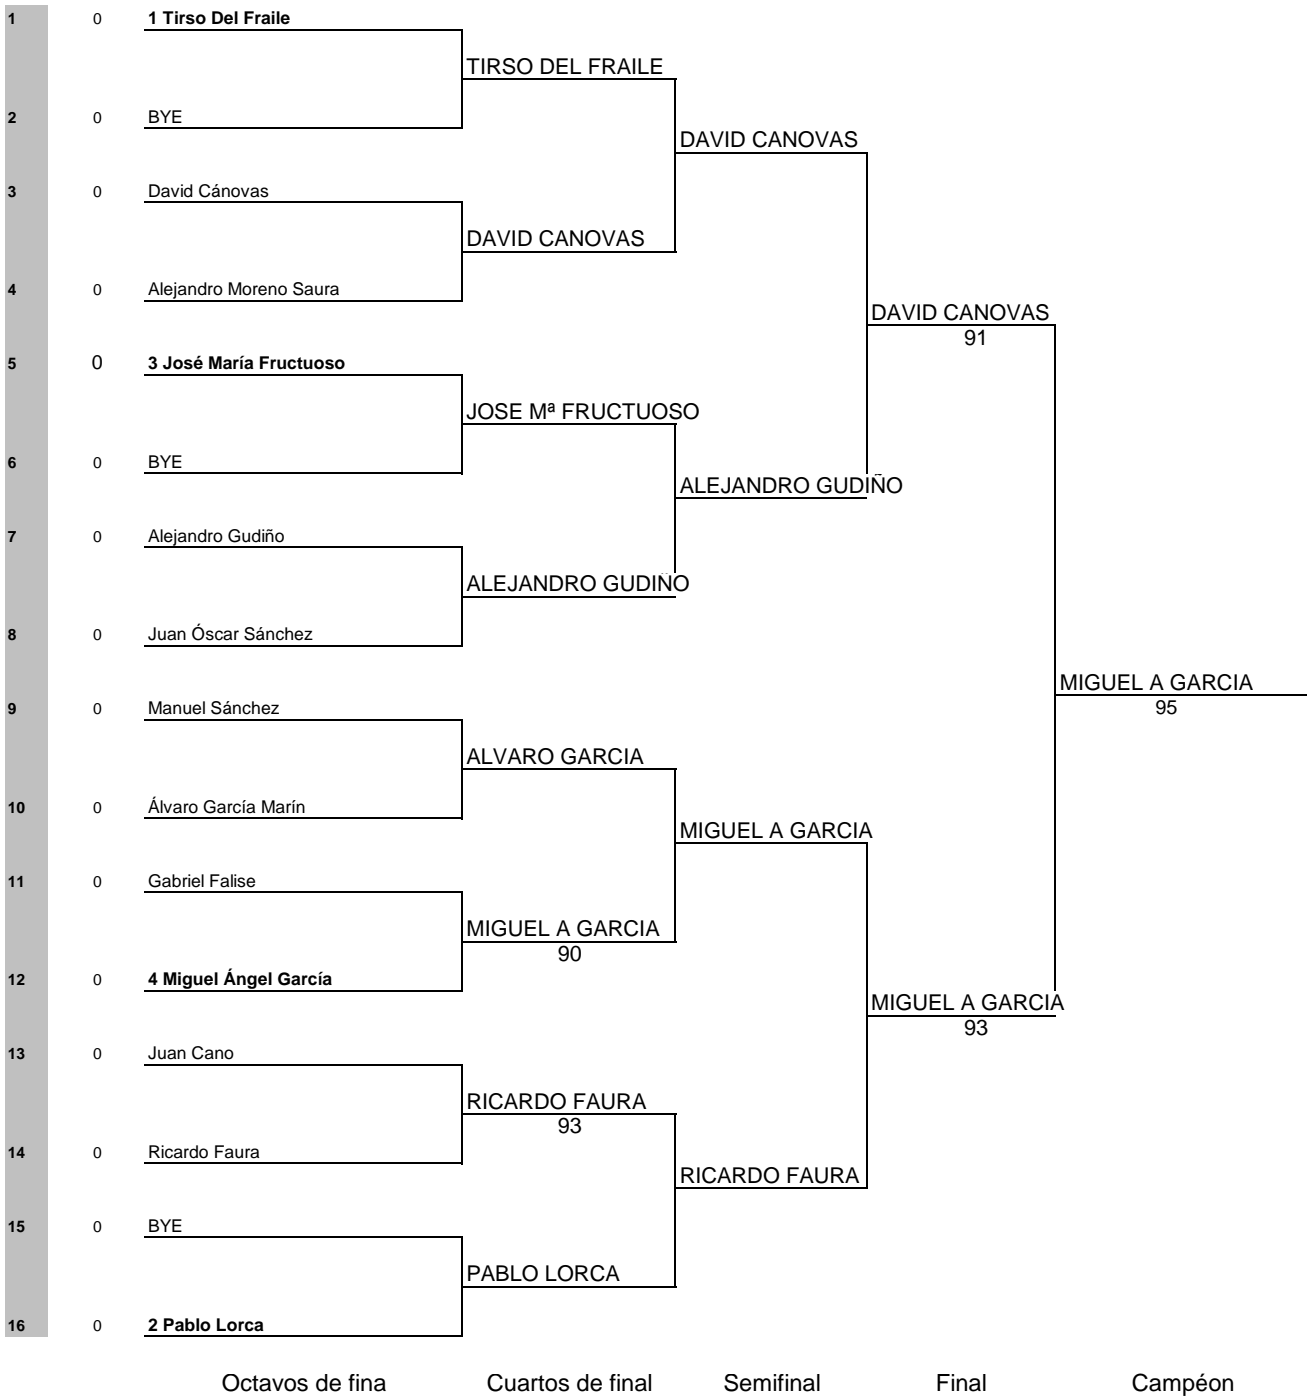 1 0 1 Tirso Del Fraile
TIRSO DEL FRAILE
2 0 BYE
DAVID CANOVAS
3 0 David Cánovas
DAVID CANOVAS
4 0 Alejandro Moreno Saura
DAVID CANOVAS
91
5 0 3 José María Fructuoso
JOSE Mª FRUCTUOSO
6 0 BYE
ALEJANDRO GUDIÑO
7 0 Alejandro Gudiño
ALEJANDRO GUDIÑO
8 0 Juan Óscar Sánchez
MIGUEL A GARCIA
95
9 0 Manuel Sánchez
ALVARO GARCIA
10 0 Álvaro García Marín
MIGUEL A GARCIA
11 0 Gabriel Falise
MIGUEL A GARCIA
90
12 0 4 Miguel Ángel García
MIGUEL A GARCIA
93
13 0 Juan Cano
RICARDO FAURA
93
14 0 Ricardo Faura
RICARDO FAURA
15 0 BYE
PABLO LORCA
16 0 2 Pablo Lorca
Octavos de fina Cuartos de final Semifinal Final Campéon